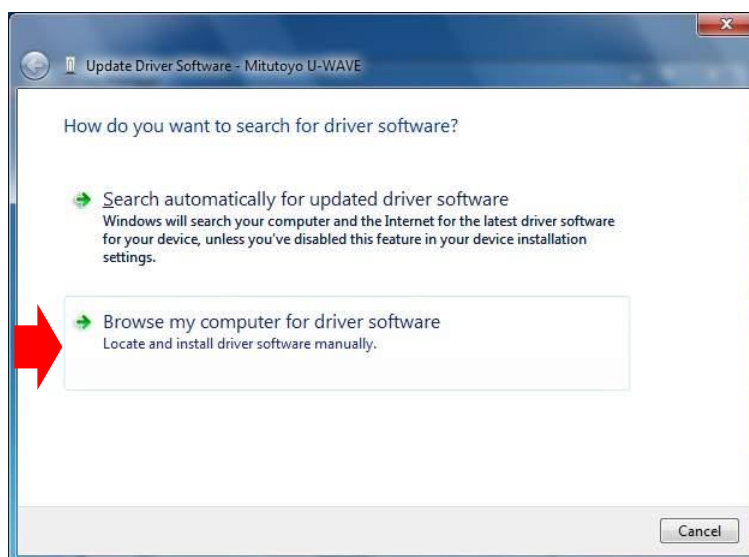 Update Driver Software - Mitutoyo U-WAVE
How do you want to search for driver software?
Search automatically for updated driver software
Windows will search your computer and the Internet for the latest driver software
for your device, unless you've disabled this feature in your device installation
settings.
Browse my computer for driver software
Locate and install driver software manually.
Cancel